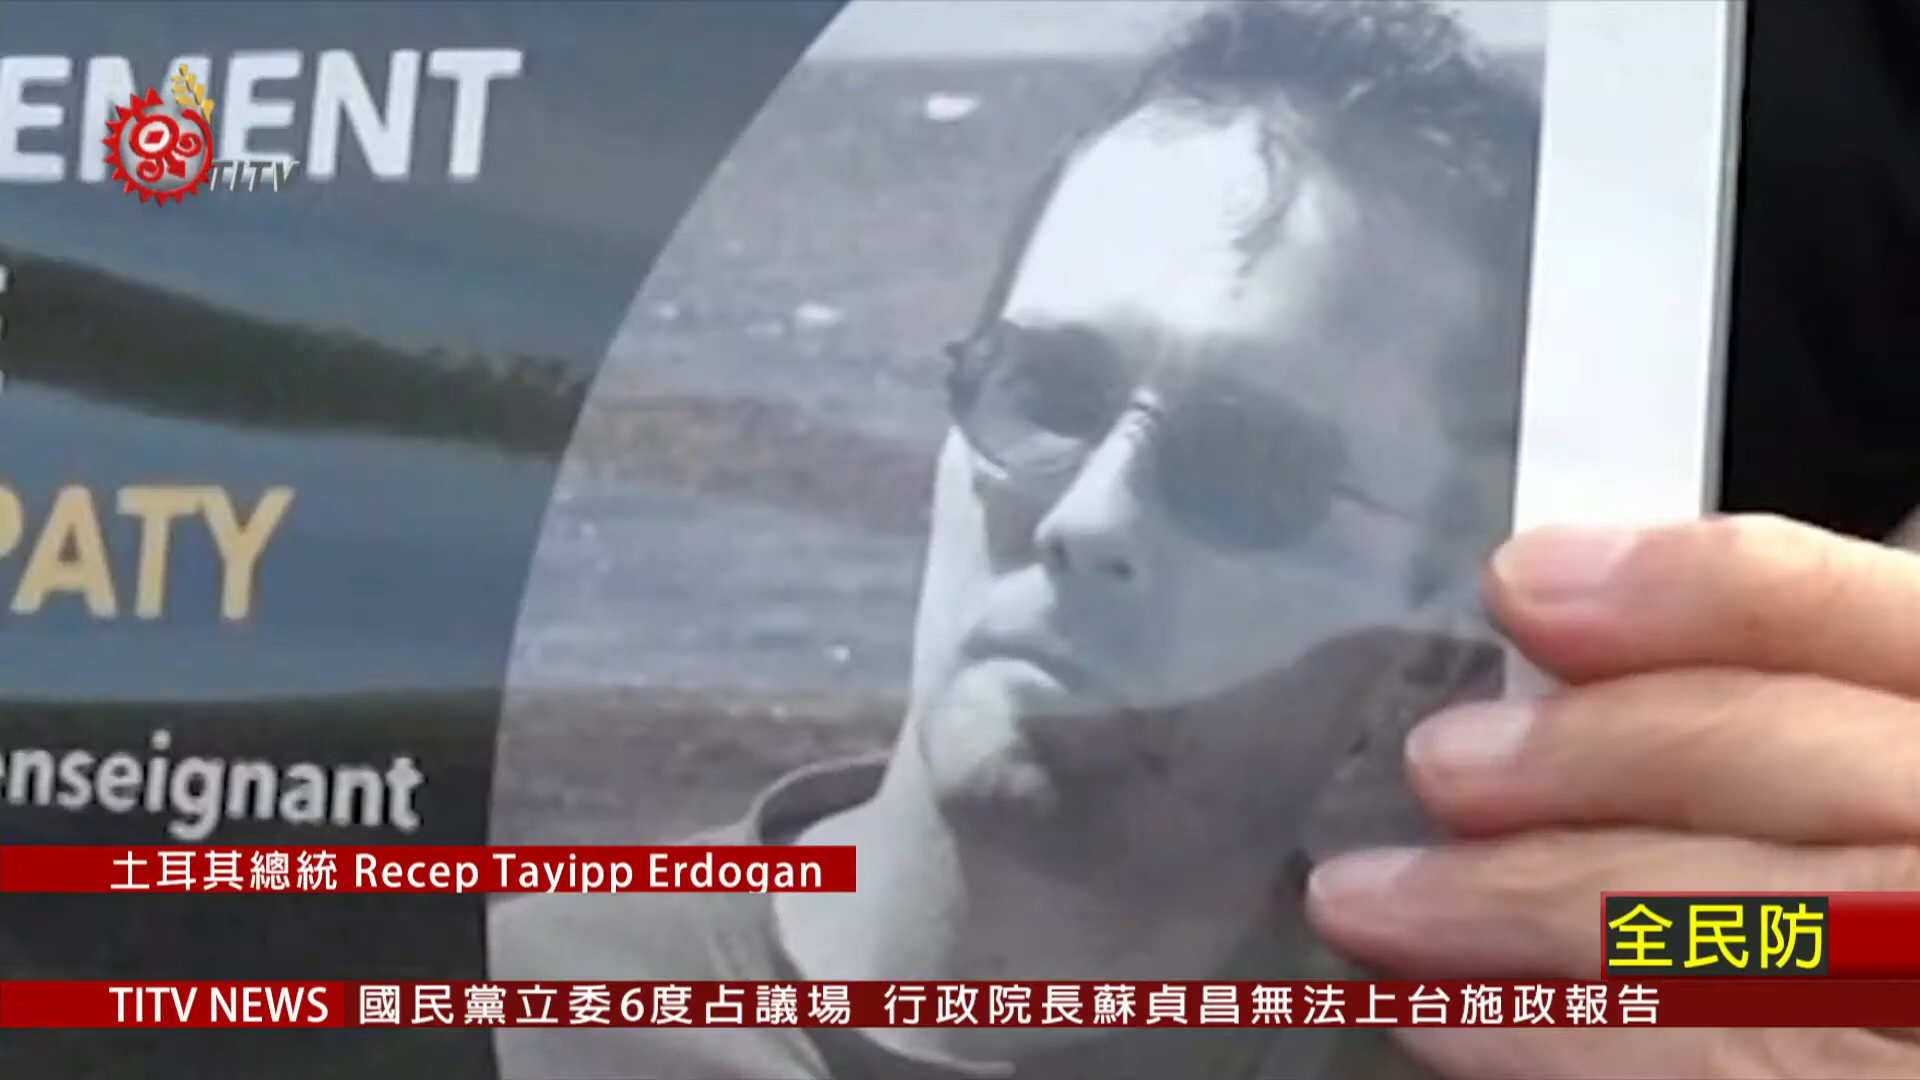 EMENT
TITV
PATY
enseignant
土耳其總統 Recep Tayipp Erdogan
全民防
TITV NEWS 國民黨立委6度占議場 行政院長蘇貞昌無法上台施政報告